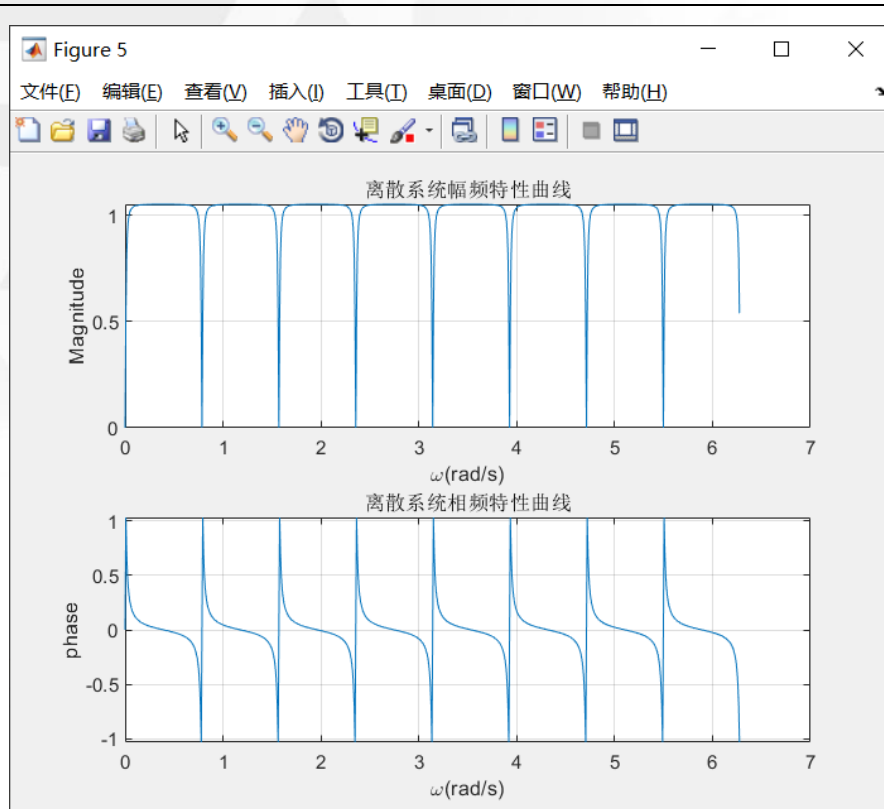 Figure 5
文件(F) 编辑(E) 查看(V) 插入(I) 工具(T) 桌面(D) 窗口(W) 帮助(H)
离散系统幅频特性曲线
1
0.5
0
Magnitude
0 1 2 3 4 5 6 7
ω(rad/s)
离散系统相频特性曲线
1
0.5
0
-0.5
-1
phase
0 1 2 3 4 5 6 7
ω(rad/s)